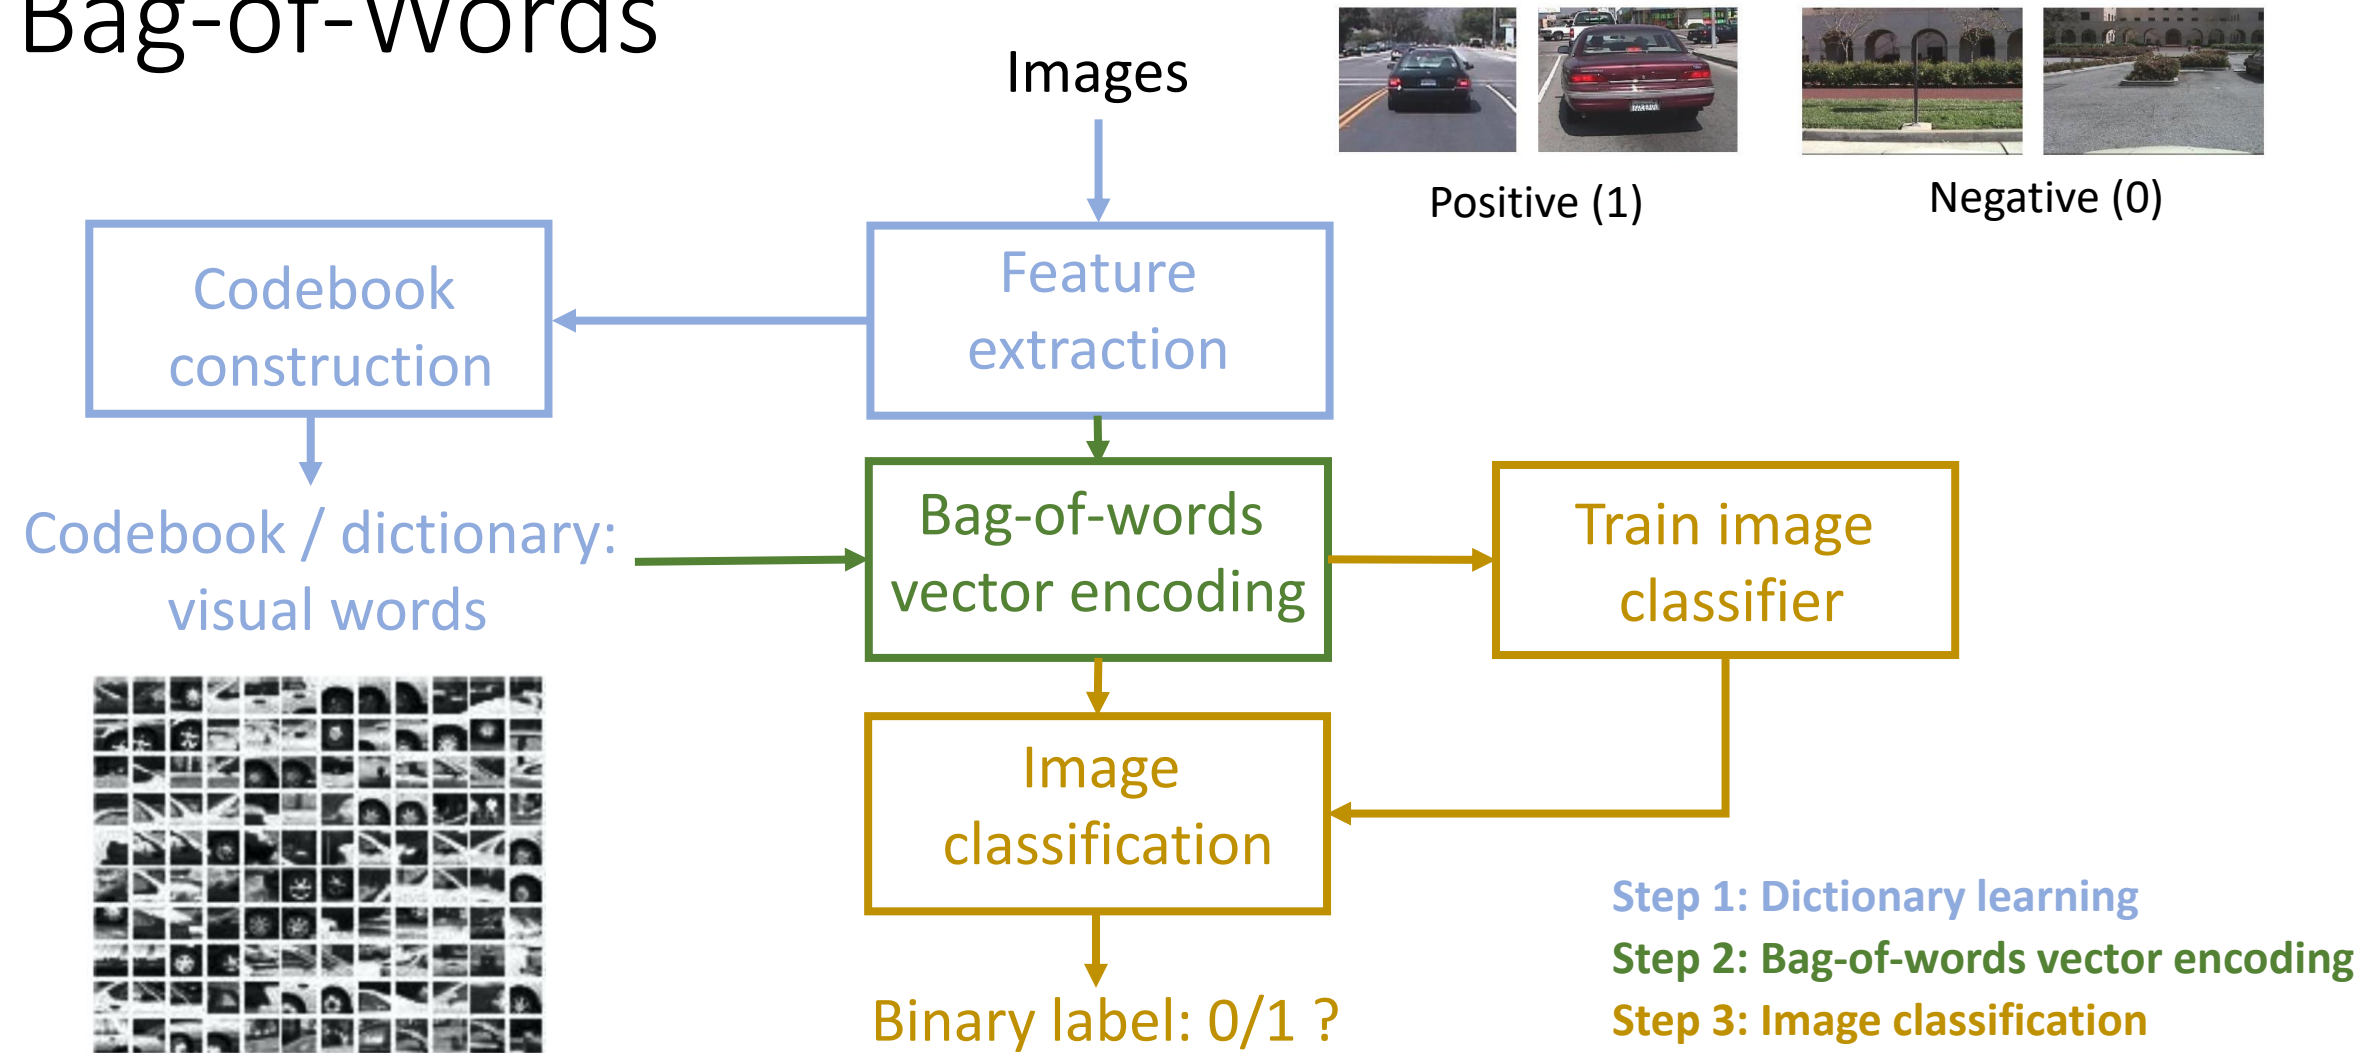 Bag-of-Words
Images
Positive (1)
Negative (0)
Codebook
construction
Feature
extraction
Codebook / dictionary:
visual words
Bag-of-words
vector encoding
Train image
classifier
Image
classification
Binary label: 0/1 ?
Step 1: Dictionary learning
Step 2: Bag-of-words vector encoding
Step 3: Image classification